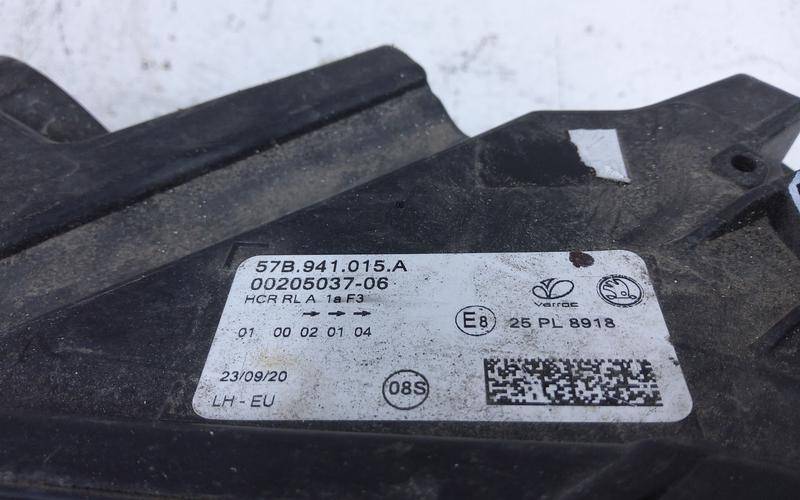 57B.941.015.A
00205037-06
HCR RL A 1a F3
→ → →
01 00 02 01 04
varroc
E8 25 PL 8918
23/09/20
08S
LH - EU